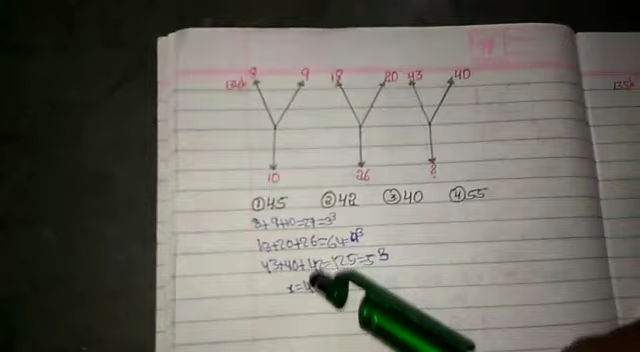 8 9 18 20 43 40
10 26 ?
①45 ②42 ③40 ④55
8+9+10=27=3³
18+20+26=64=4³
43+40+42=125=5³
x=